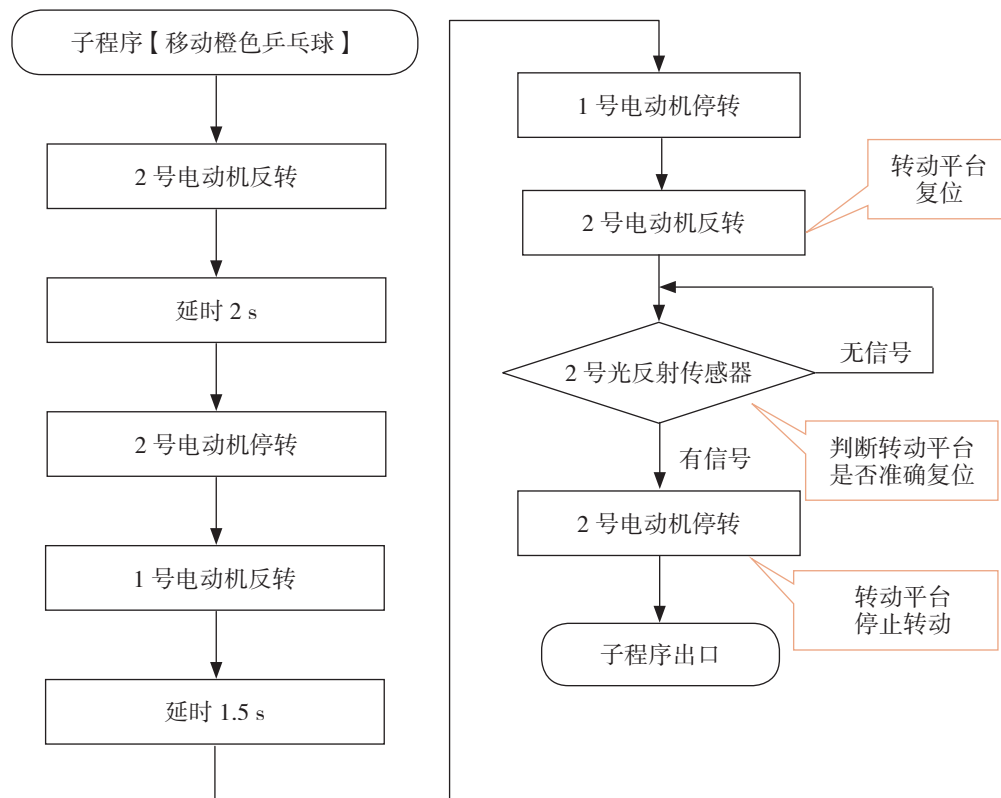 子程序【移动橙色乒乓球】
2 号电动机反转
延时 2 s
2 号电动机停转
1 号电动机反转
延时 1.5 s
1 号电动机停转
2 号电动机反转
转动平台
复位
2 号光反射传感器
无信号
判断转动平台
是否准确复位
有信号
2 号电动机停转
转动平台
停止转动
子程序出口